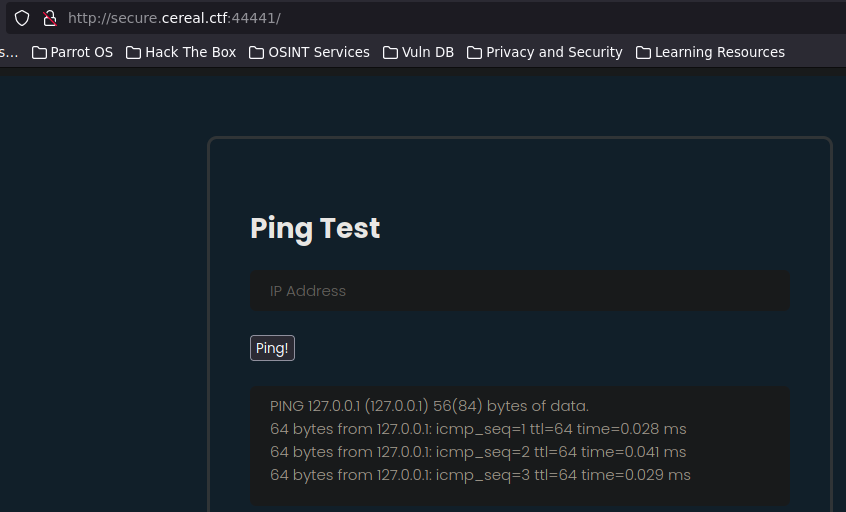 http://secure.cereal.ctf:44441/
s... Parrot OS Hack The Box OSINT Services Vuln DB Privacy and Security Learning Resources
Ping Test
IP Address
Ping!
PING 127.0.0.1 (127.0.0.1) 56(84) bytes of data.
64 bytes from 127.0.0.1: icmp_seq=1 ttl=64 time=0.028 ms
64 bytes from 127.0.0.1: icmp_seq=2 ttl=64 time=0.041 ms
64 bytes from 127.0.0.1: icmp_seq=3 ttl=64 time=0.029 ms